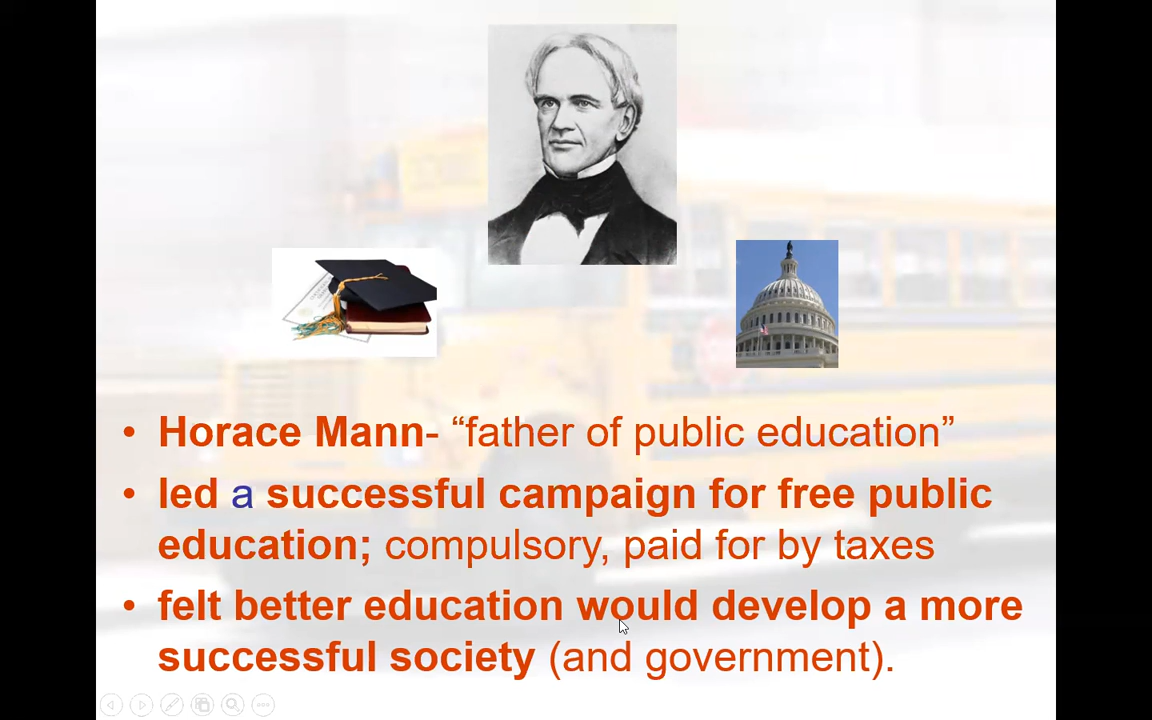 • Horace Mann- “father of public education”
• led a successful campaign for free public
education; compulsory, paid for by taxes
• felt better education would develop a more
successful society (and government).